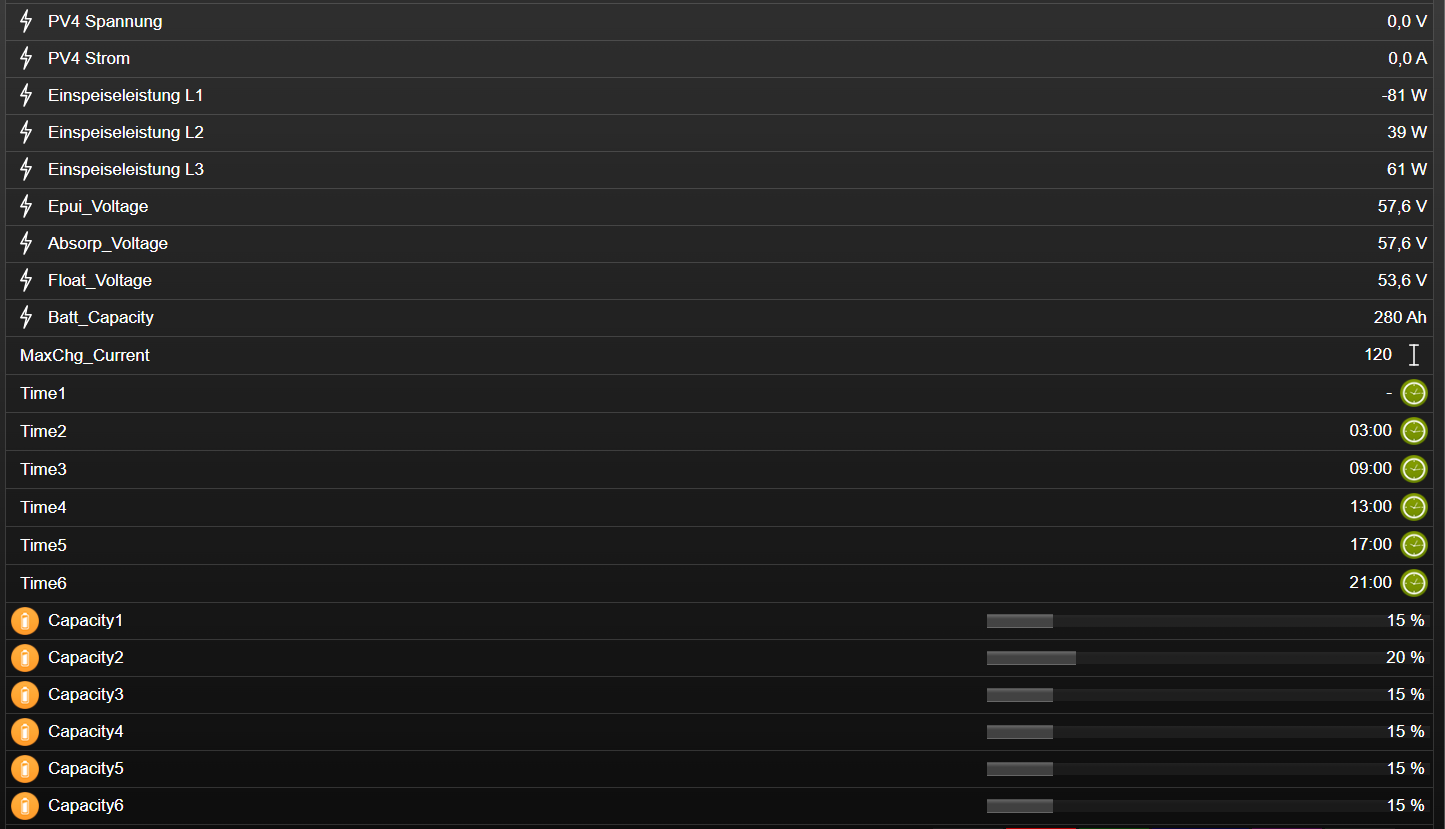 PV4 Spannung 0,0 V
PV4 Strom 0,0 A
Einspeiseleistung L1 -81 W
Einspeiseleistung L2 39 W
Einspeiseleistung L3 61 W
Epui_Voltage 57,6 V
Absorp_Voltage 57,6 V
Float_Voltage 53,6 V
Batt_Capacity 280 Ah
MaxChg_Current 120
Time1 -
Time2 03:00
Time3 09:00
Time4 13:00
Time5 17:00
Time6 21:00
Capacity1 15 %
Capacity2 20 %
Capacity3 15 %
Capacity4 15 %
Capacity5 15 %
Capacity6 15 %